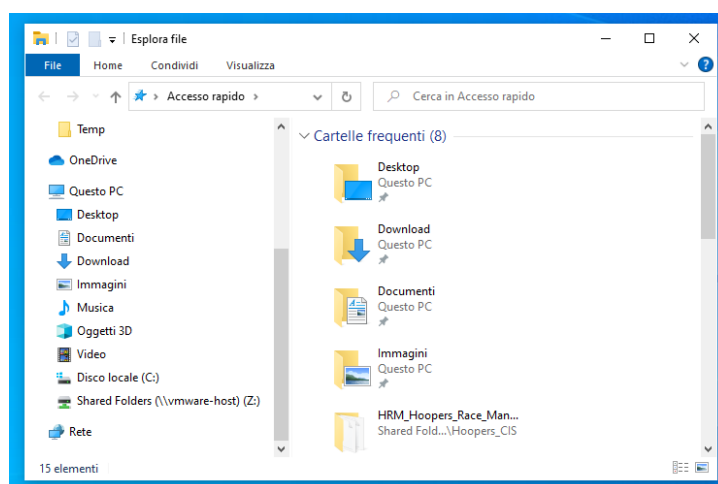 Esplora file
File Home Condividi Visualizza
Accesso rapido
Cerca in Accesso rapido
Temp
OneDrive
Questo PC
Desktop
Documenti
Download
Immagini
Musica
Oggetti 3D
Video
Disco locale (C:)
Shared Folders (\\vmware-host) (Z:)
Rete
Cartelle frequenti (8)
Desktop
Questo PC
Download
Questo PC
Documenti
Questo PC
Immagini
Questo PC
HRM_Hoopers_Race_Man...
Shared Fold...\Hoopers_CIS
15 elementi